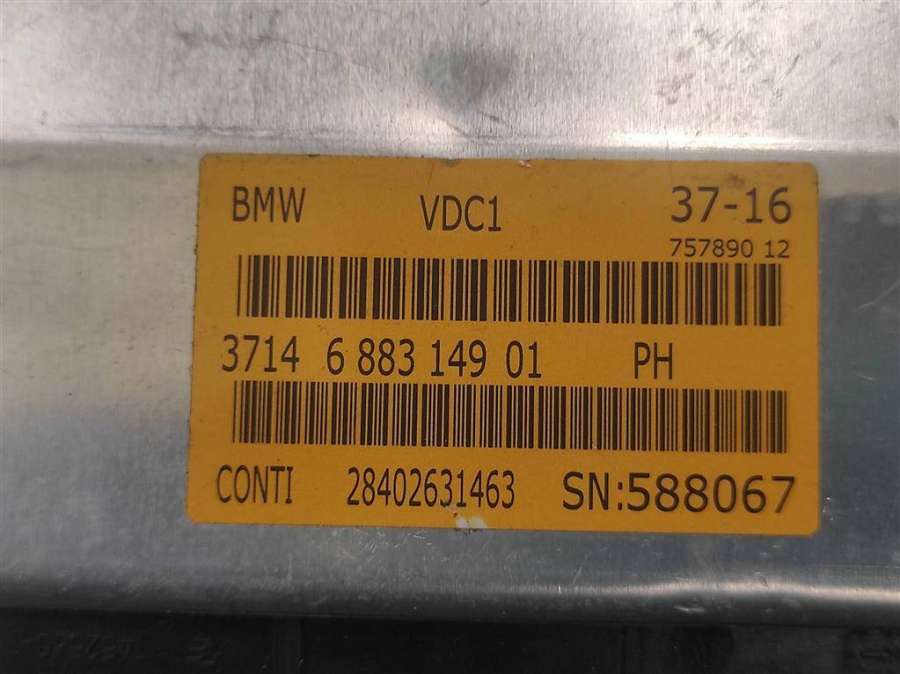 BMW VDC1 37-16
757890 12
3714 6 883 149 01 PH
CONTI 28402631463 SN:588067